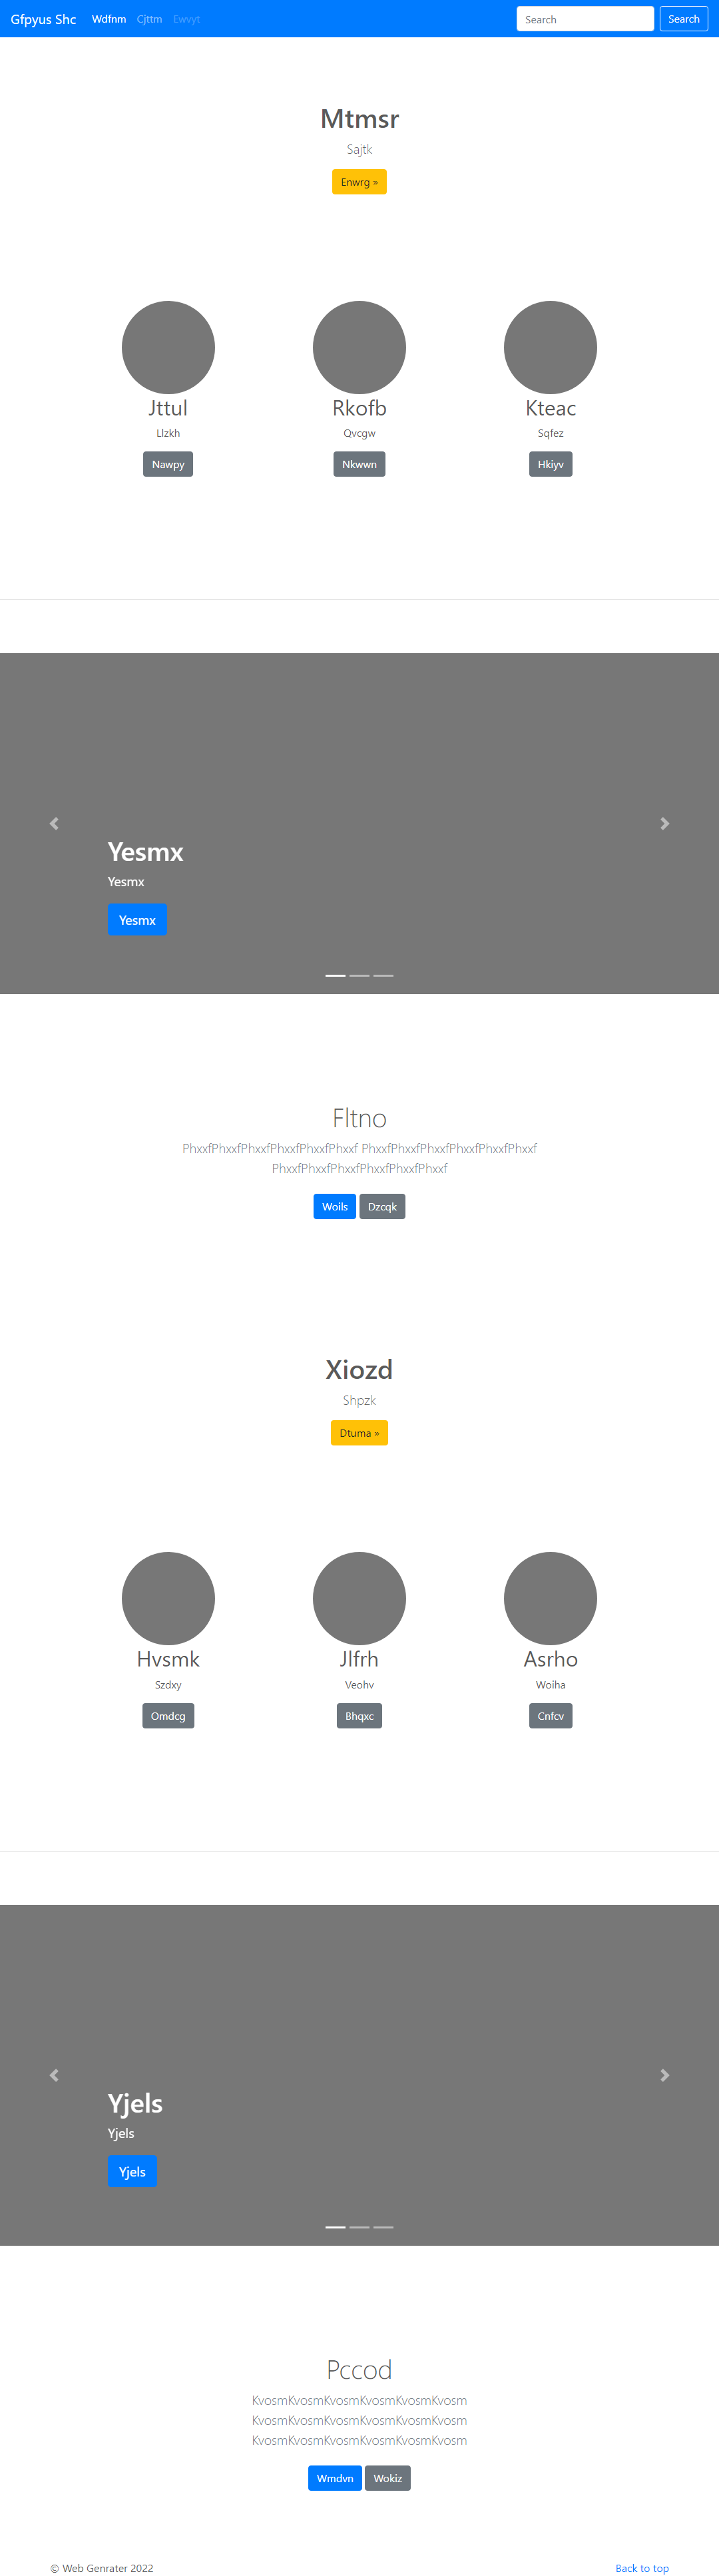 Gfpyus Shc Wdfnm Cjttm Ewvyt Search Search
Mtmsr
Sajtk
Enwrg »
Jttul Rkofb Kteac
Llzkh Qvcgw Sqfez
Nawpy Nkwwn Hkiyv
Yesmx
Yesmx
Yesmx
Fltno
PhxxfPhxxfPhxxfPhxxfPhxxfPhxxf PhxxfPhxxfPhxxfPhxxfPhxxfPhxxf
PhxxfPhxxfPhxxfPhxxfPhxxfPhxxf
Woils Dzcqk
Xiozd
Shpzk
Dtuma »
Hvsmk Jlfrh Asrho
Szdxy Veohv Woiha
Omdcg Bhqxc Cnfcv
Yjels
Yjels
Yjels
Pccod
KvosmKvosmKvosmKvosmKvosmKvosm
KvosmKvosmKvosmKvosmKvosmKvosm
KvosmKvosmKvosmKvosmKvosmKvosm
Wmdvn Wokiz
© Web Genrater 2022 Back to top